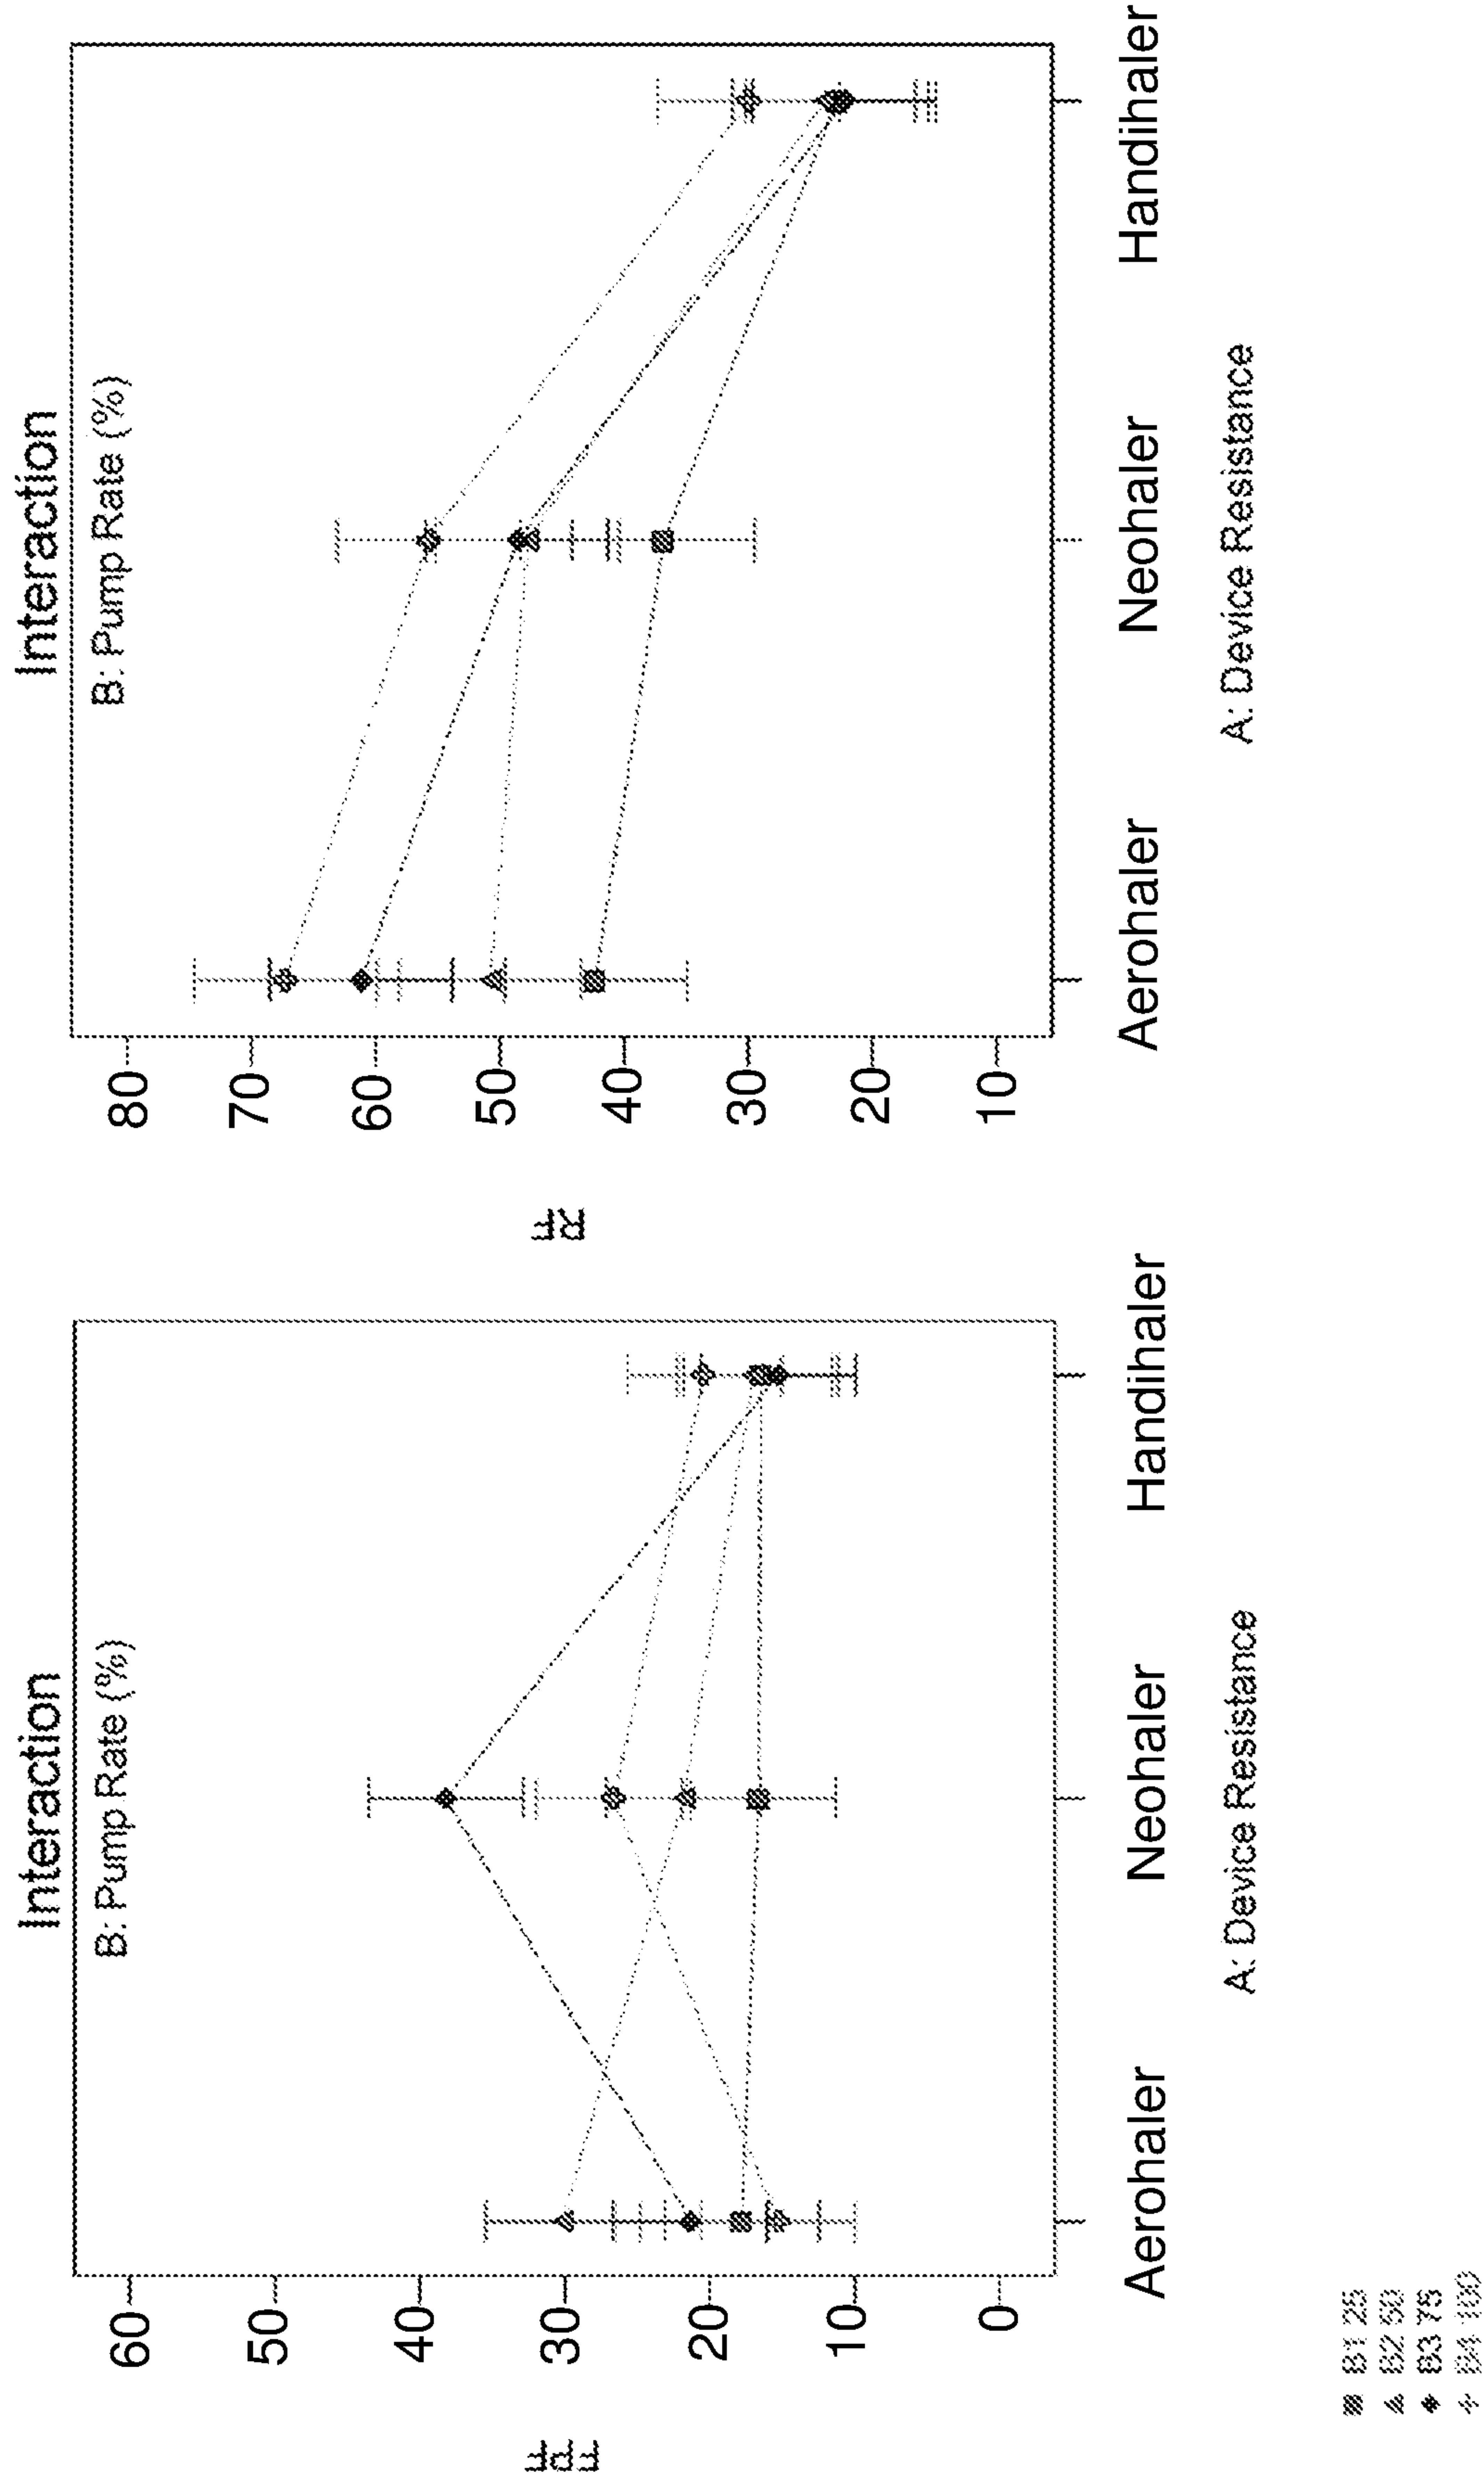 Interaction
B: Pump Rate (%)
FPF
60
50
40
30
20
10
0
Aerohaler
Neohaler
Handihaler
A: Device Resistance
Interaction
B: Pump Rate (%)
RF
80
70
60
50
40
30
20
10
Aerohaler
Neohaler
Handihaler
A: Device Resistance
B1 25
B2 50
B3 75
B4 100